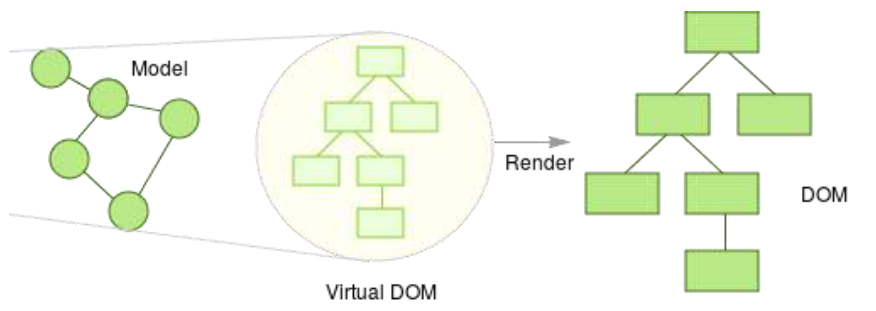 Model
Render
DOM
Virtual DOM